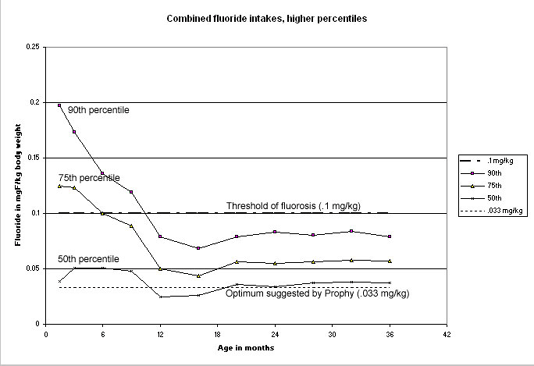 Combined fluoride intakes, higher percentiles
0.25
0.2
0.15
0.1
0.05
0
Fluoride in mgF/kg body weight
90th percentile
75th percentile
50th percentile
Threshold of fluorosis (.1 mg/kg)
Optimum suggested by Prophy (.033 mg/kg)
.1mg/kg
90th
75th
50th
.033 mg/kg
0 6 12 18 24 30 36 42
Age in months